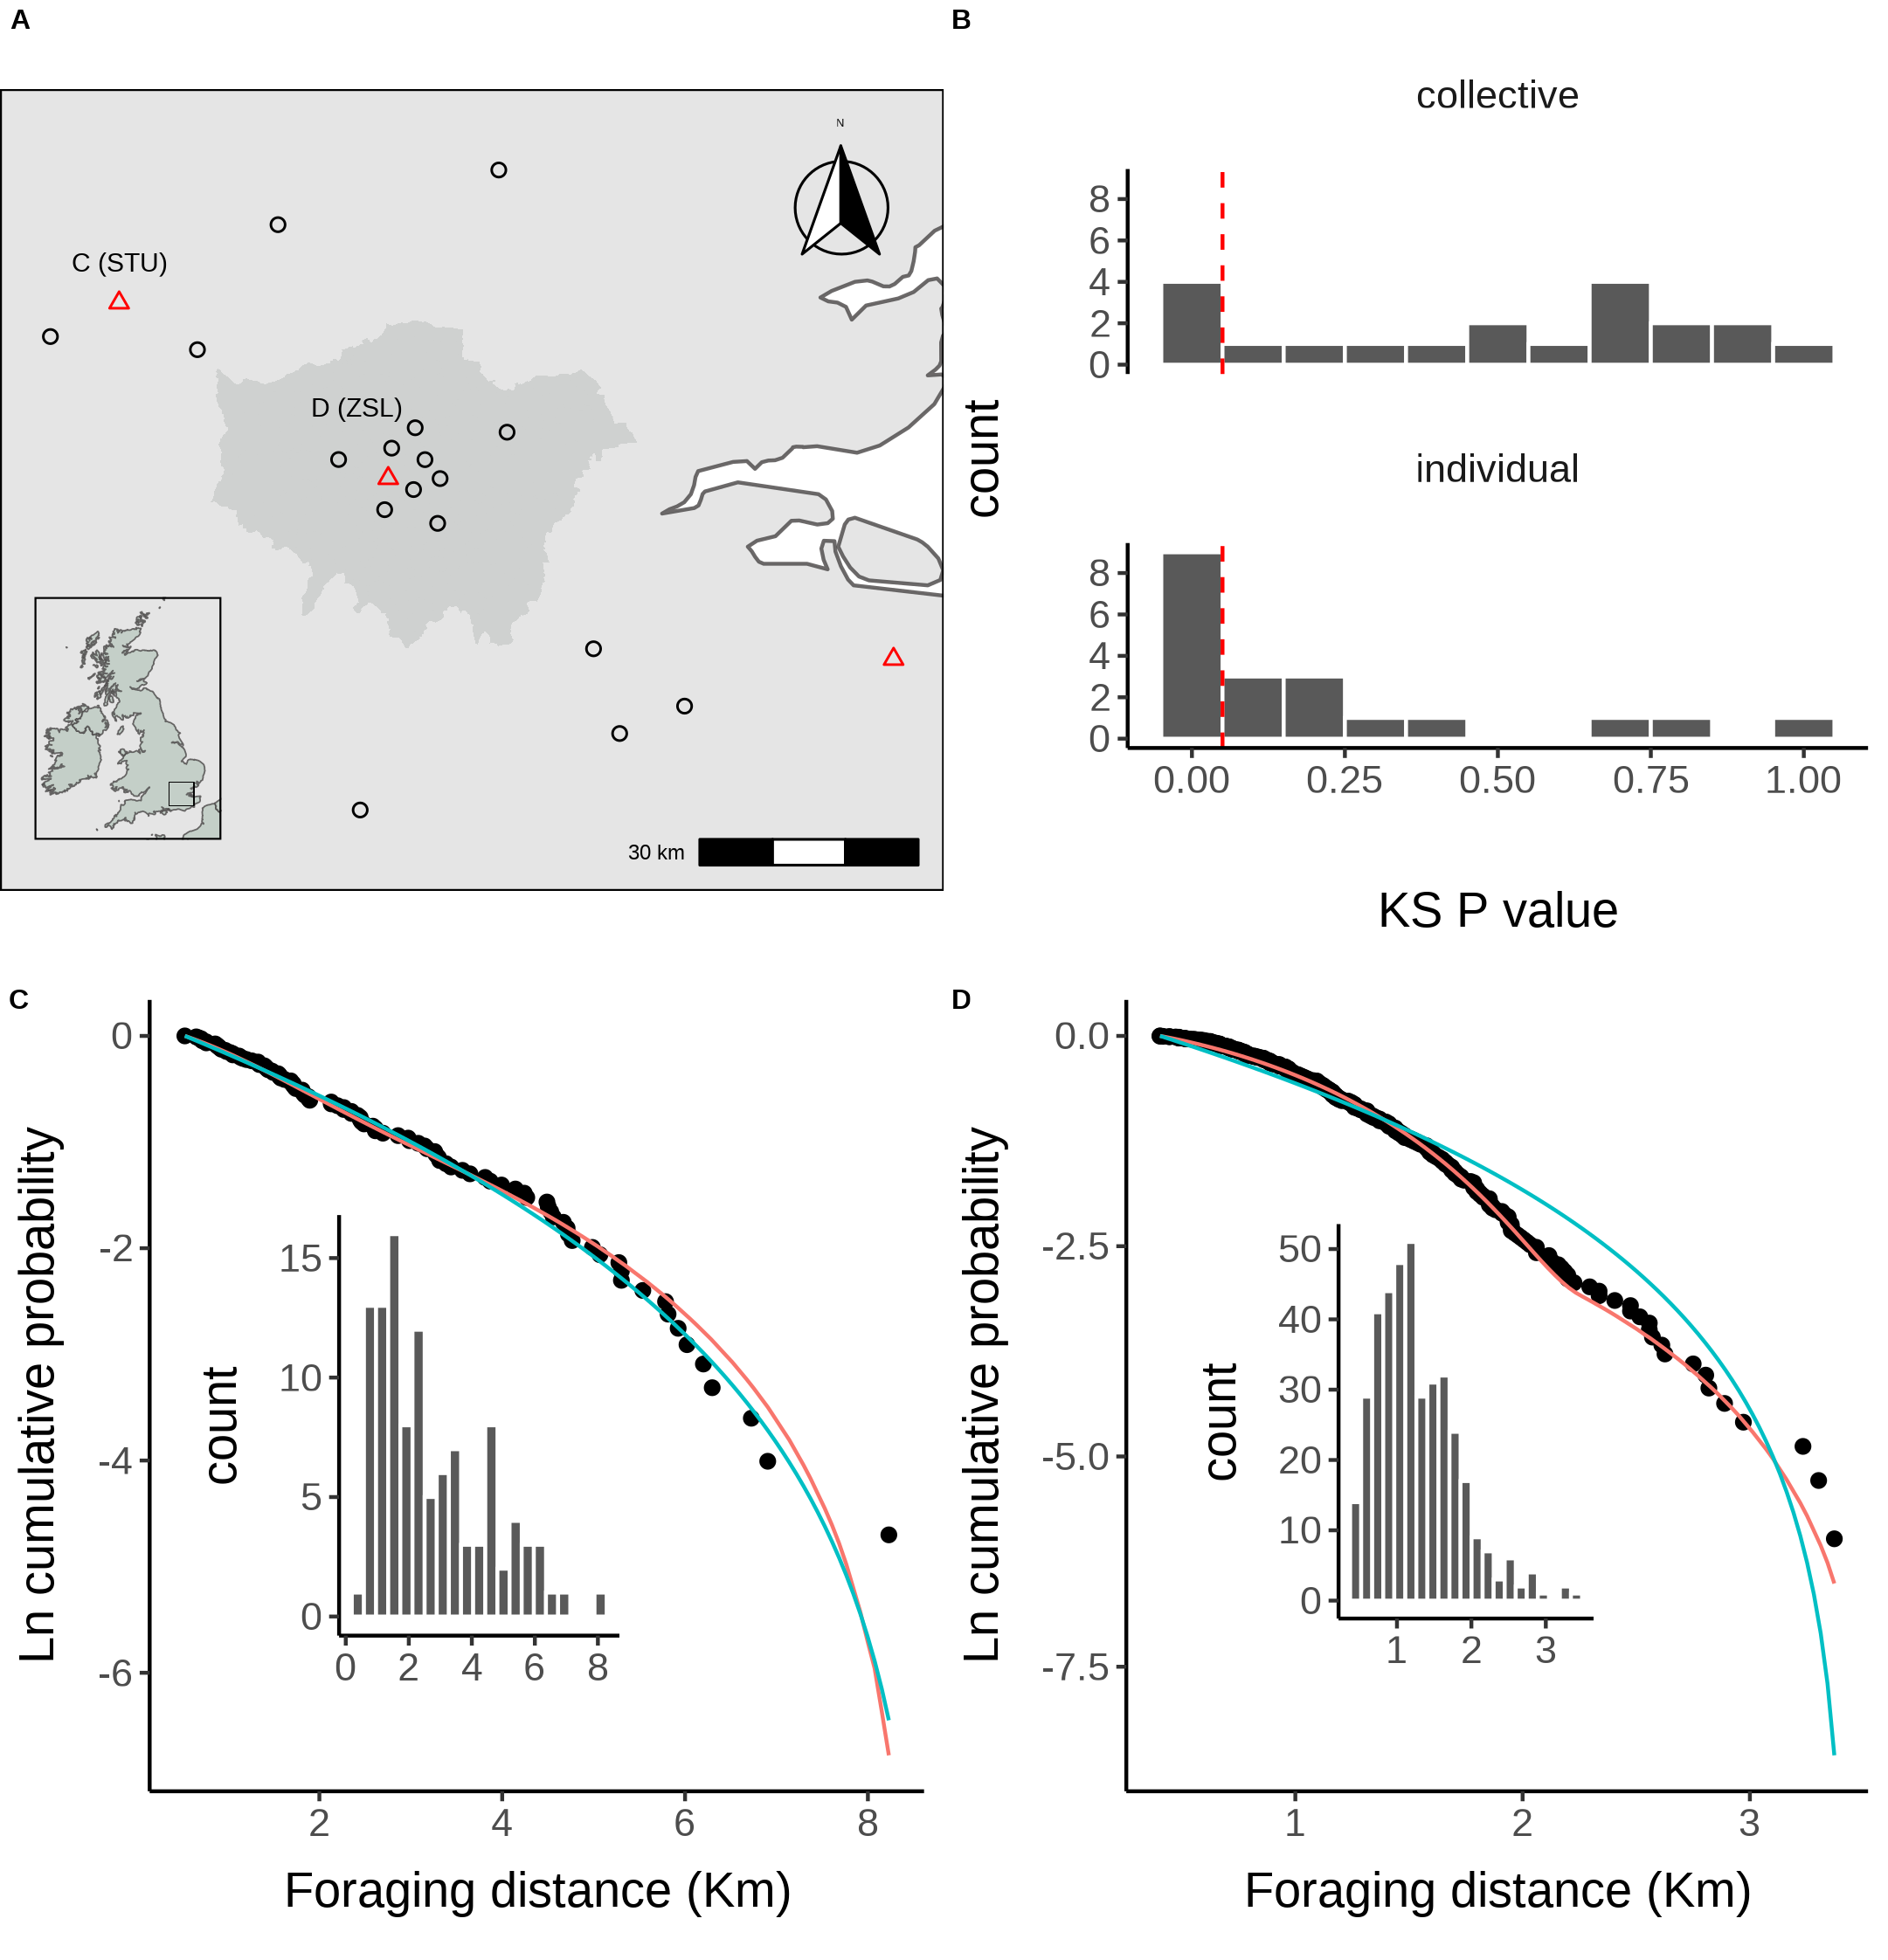 A
N
C (STU)
D (ZSL)
30 km
B
collective
8
6
4
2
0
individual
8
6
4
2
0
count
0.00 0.25 0.50 0.75 1.00
KS P value
C
0
-2
-4
-6
Ln cumulative probability
2 4 6 8
Foraging distance (Km)
15
10
5
0
count
0 2 4 6 8
D
0.0
-2.5
-5.0
-7.5
Ln cumulative probability
1 2 3
Foraging distance (Km)
50
40
30
20
10
0
count
1 2 3